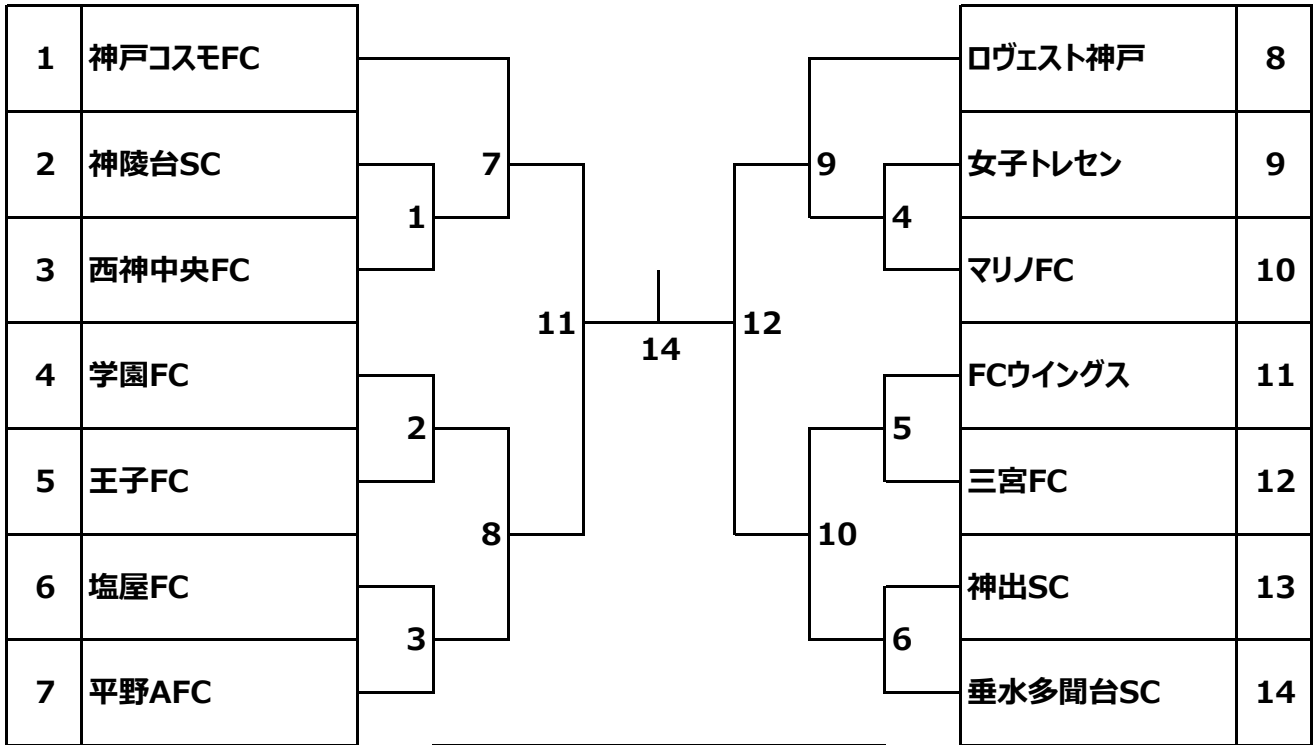 1 神戸コスモFC
2 神陵台SC
3 西神中央FC
4 学園FC
5 王子FC
6 塩屋FC
7 平野AFC
7
1
11
2
8
3
14
9
4
12
5
10
6
ロヴェスト神戸 8
女子トレセン 9
マリノFC 10
FCウイングス 11
三宮FC 12
神出SC 13
垂水多聞台SC 14